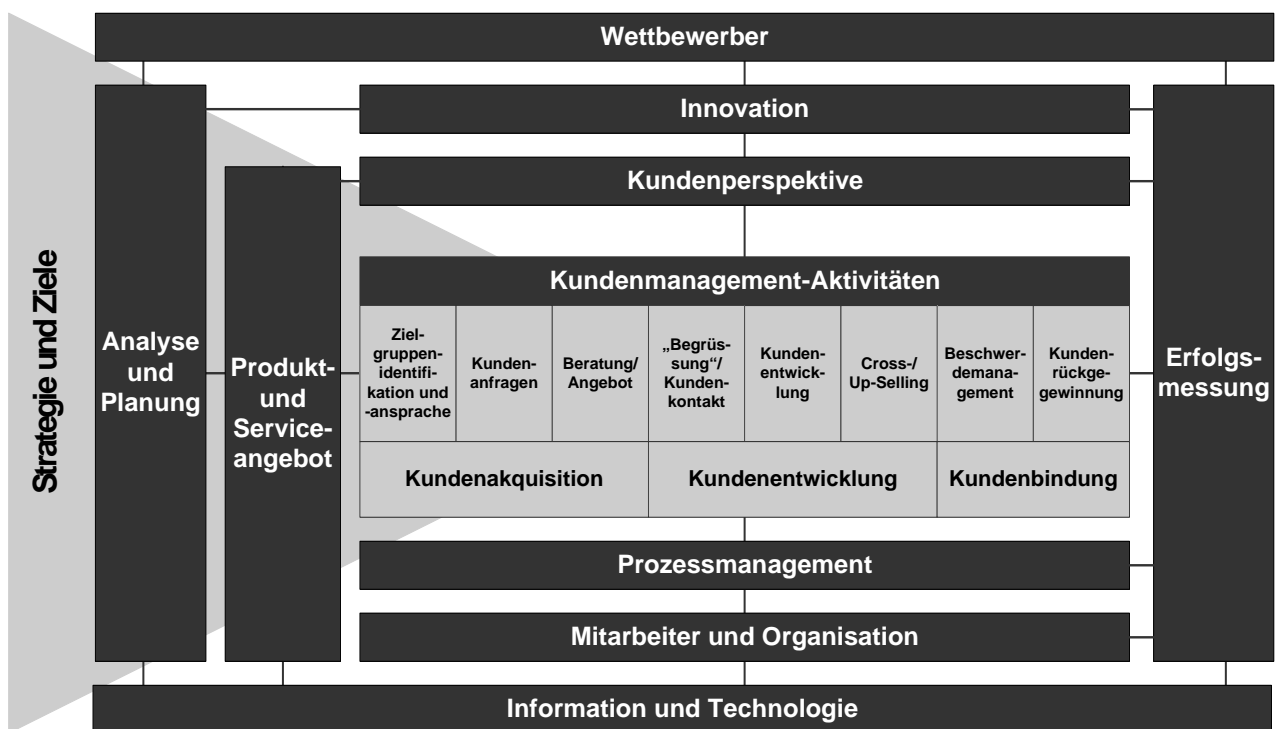 Wettbewerber
Innovation
Kundenperspektive
Strategie und Ziele
Analyse
und
Planung
Produkt-
und
Service-
angebot
Kundenmanagement-Aktivitäten
Ziel-
gruppen-
identifi-
kation und
-ansprache
Kunden-
anfragen
Beratung/
Angebot
„Begrüs-
sung“/
Kunden-
kontakt
Kunden-
entwick-
lung
Cross-/
Up-Selling
Beschwer-
demana-
gement
Kunden-
rückge-
gewinnung
Kundenakquisition
Kundenentwicklung
Kundenbindung
Erfolgs-
messung
Prozessmanagement
Mitarbeiter und Organisation
Information und Technologie